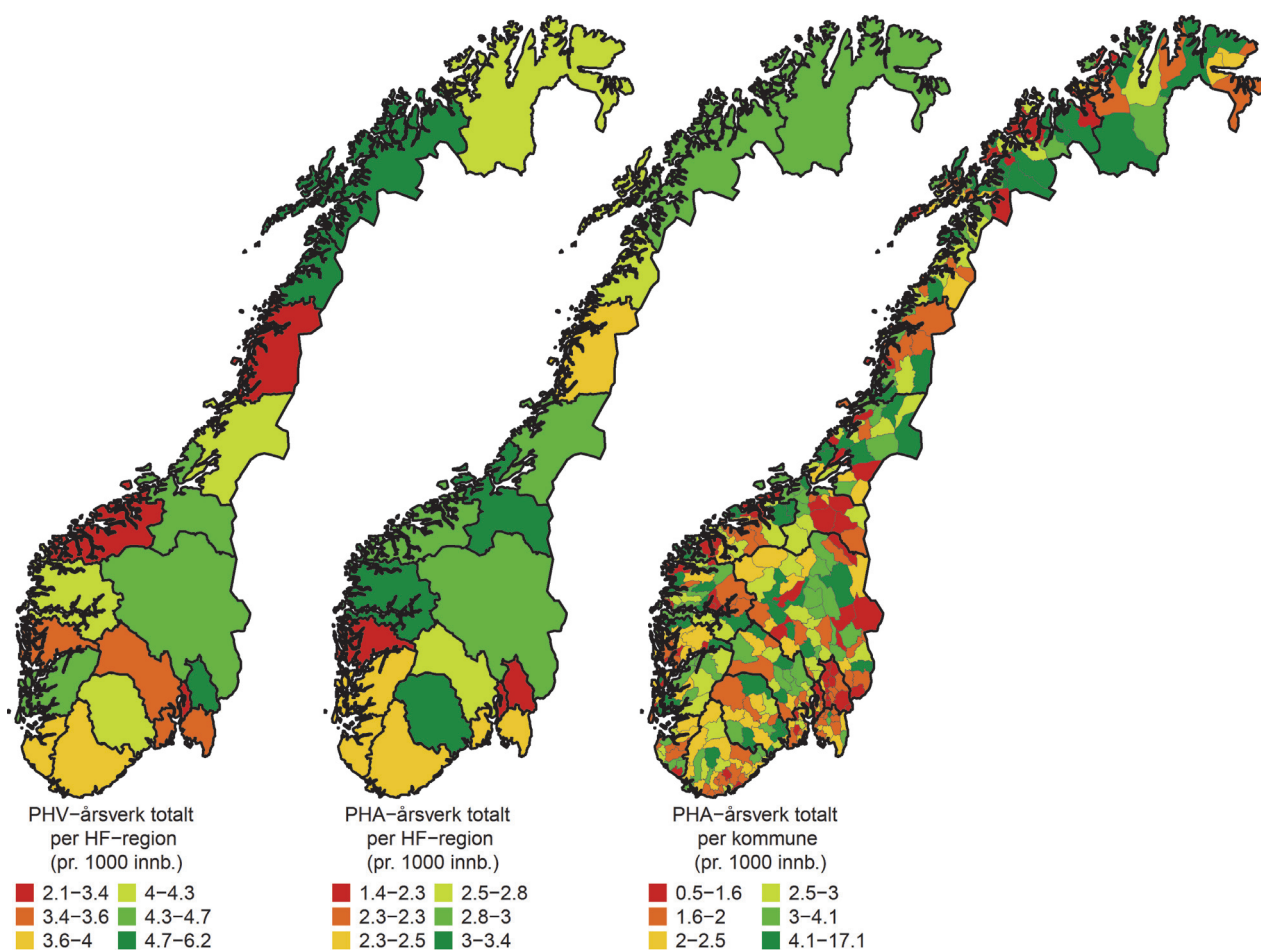 PHV−årsverk totalt
per HF−region
(pr. 1000 innb.)
2.1−3.4
4−4.3
3.4−3.6
4.3−4.7
3.6−4
4.7−6.2
PHA−årsverk totalt
per HF−region
(pr. 1000 innb.)
1.4−2.3
2.5−2.8
2.3−2.3
2.8−3
2.3−2.5
3−3.4
PHA−årsverk totalt
per kommune
(pr. 1000 innb.)
0.5−1.6
2.5−3
1.6−2
3−4.1
2−2.5
4.1−17.1